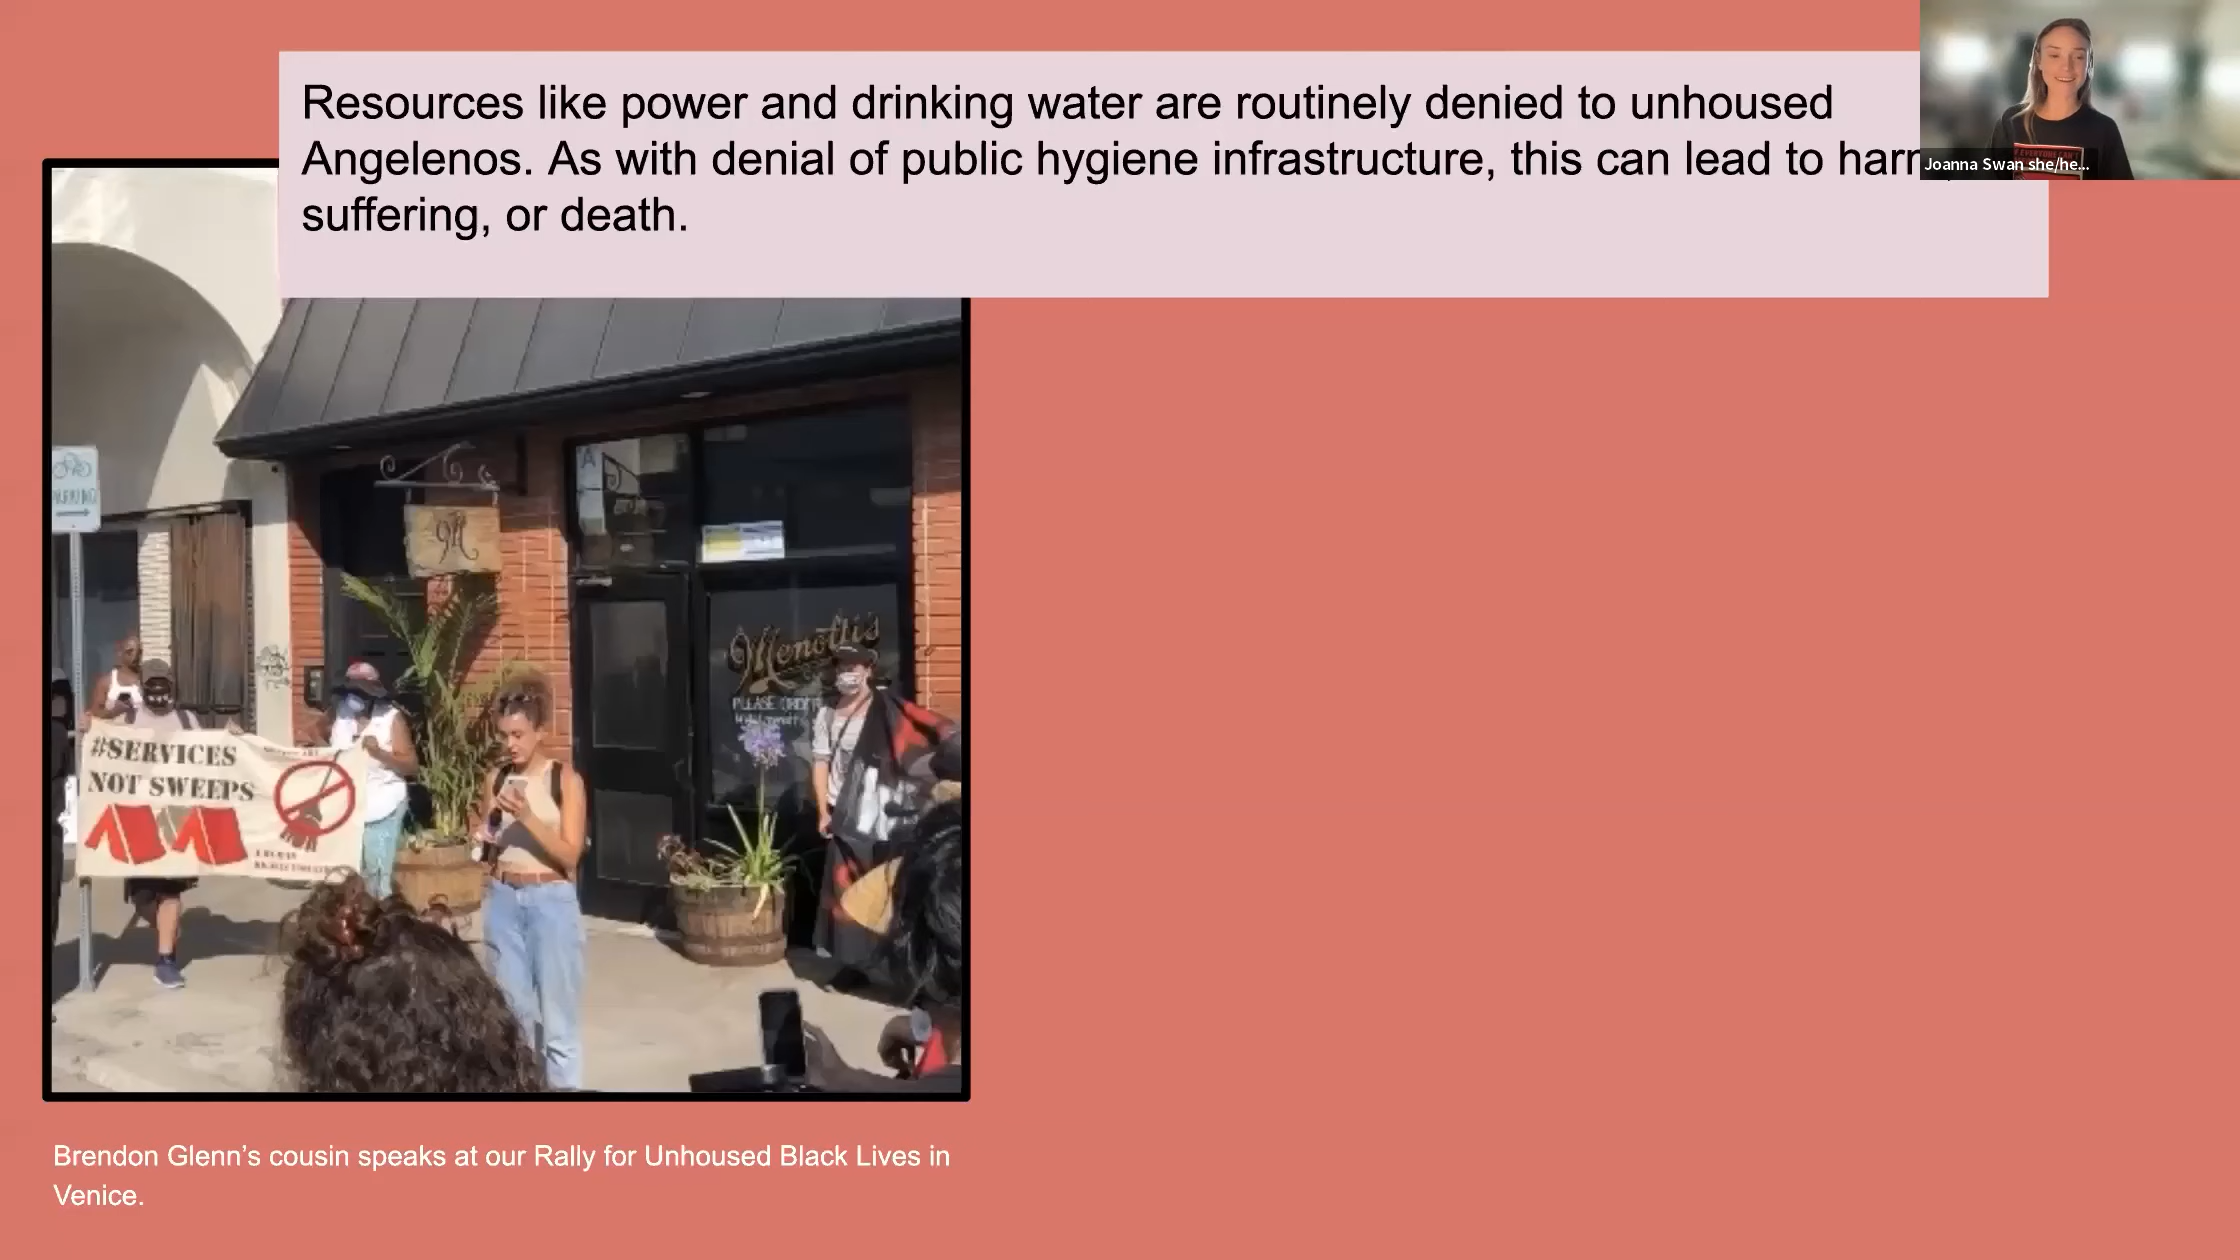 Resources like power and drinking water are routinely denied to unhoused
Angelenos. As with denial of public hygiene infrastructure, this can lead to
suffering, or death.
Joanna Swan she/he...
A
PARKING
M
Menottis
PLEASE ORDER
#SERVICES
NOT SWEEPS
Brendon Glenn’s cousin speaks at our Rally for Unhoused Black Lives in
Venice.